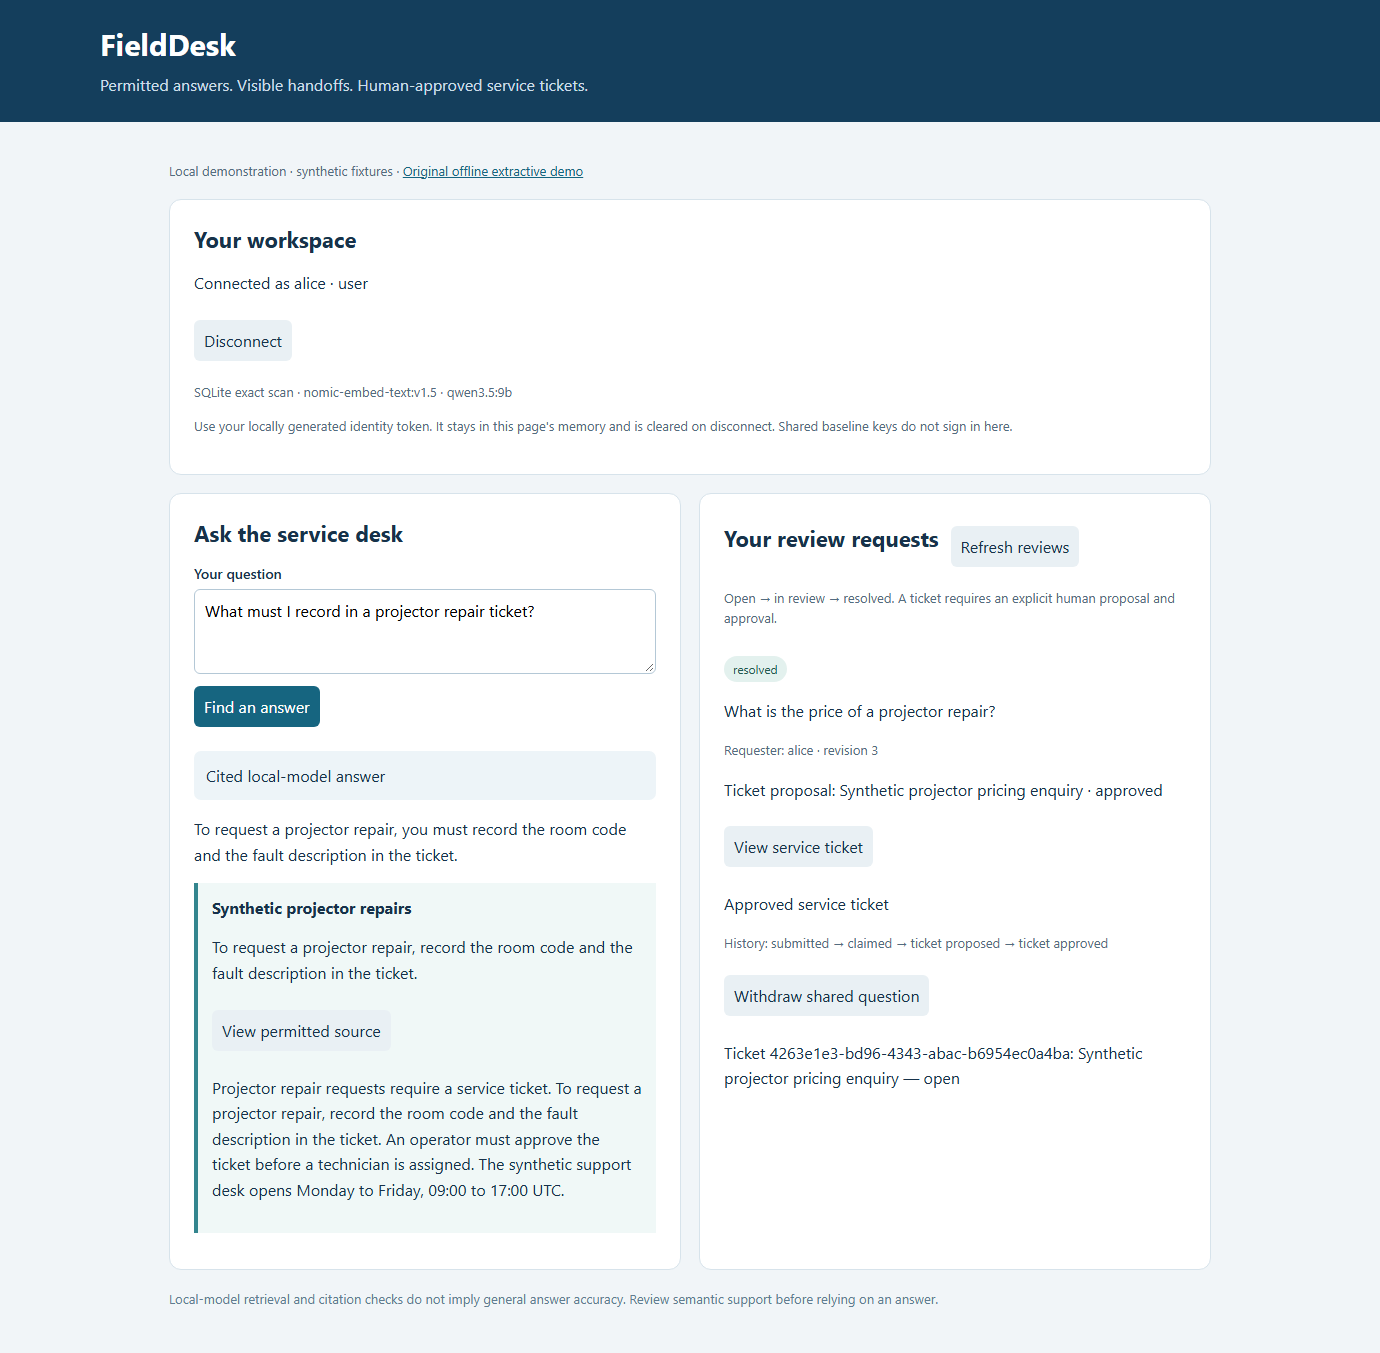 FieldDesk
Permitted answers. Visible handoffs. Human-approved service tickets.
Local demonstration · synthetic fixtures · Original offline extractive demo
Your workspace
Connected as alice · user
Disconnect
SQLite exact scan · nomic-embed-text:v1.5 · qwen3.5:9b
Use your locally generated identity token. It stays in this page's memory and is cleared on disconnect. Shared baseline keys do not sign in here.
Ask the service desk
Your question
What must I record in a projector repair ticket?
Find an answer
Cited local-model answer
To request a projector repair, you must record the room code
and the fault description in the ticket.
Synthetic projector repairs
To request a projector repair, record the room code and the
fault description in the ticket.
View permitted source
Projector repair requests require a service ticket. To request a
projector repair, record the room code and the fault
description in the ticket. An operator must approve the
ticket before a technician is assigned. The synthetic support
desk opens Monday to Friday, 09:00 to 17:00 UTC.
Your review requests
Refresh reviews
Open → in review → resolved. A ticket requires an explicit human proposal and
approval.
resolved
What is the price of a projector repair?
Requester: alice · revision 3
Ticket proposal: Synthetic projector pricing enquiry · approved
View service ticket
Approved service ticket
History: submitted → claimed → ticket proposed → ticket approved
Withdraw shared question
Ticket 4263e1e3-bd96-4343-abac-b6954ec0a4ba: Synthetic
projector pricing enquiry — open
Local-model retrieval and citation checks do not imply general answer accuracy. Review semantic support before relying on an answer.